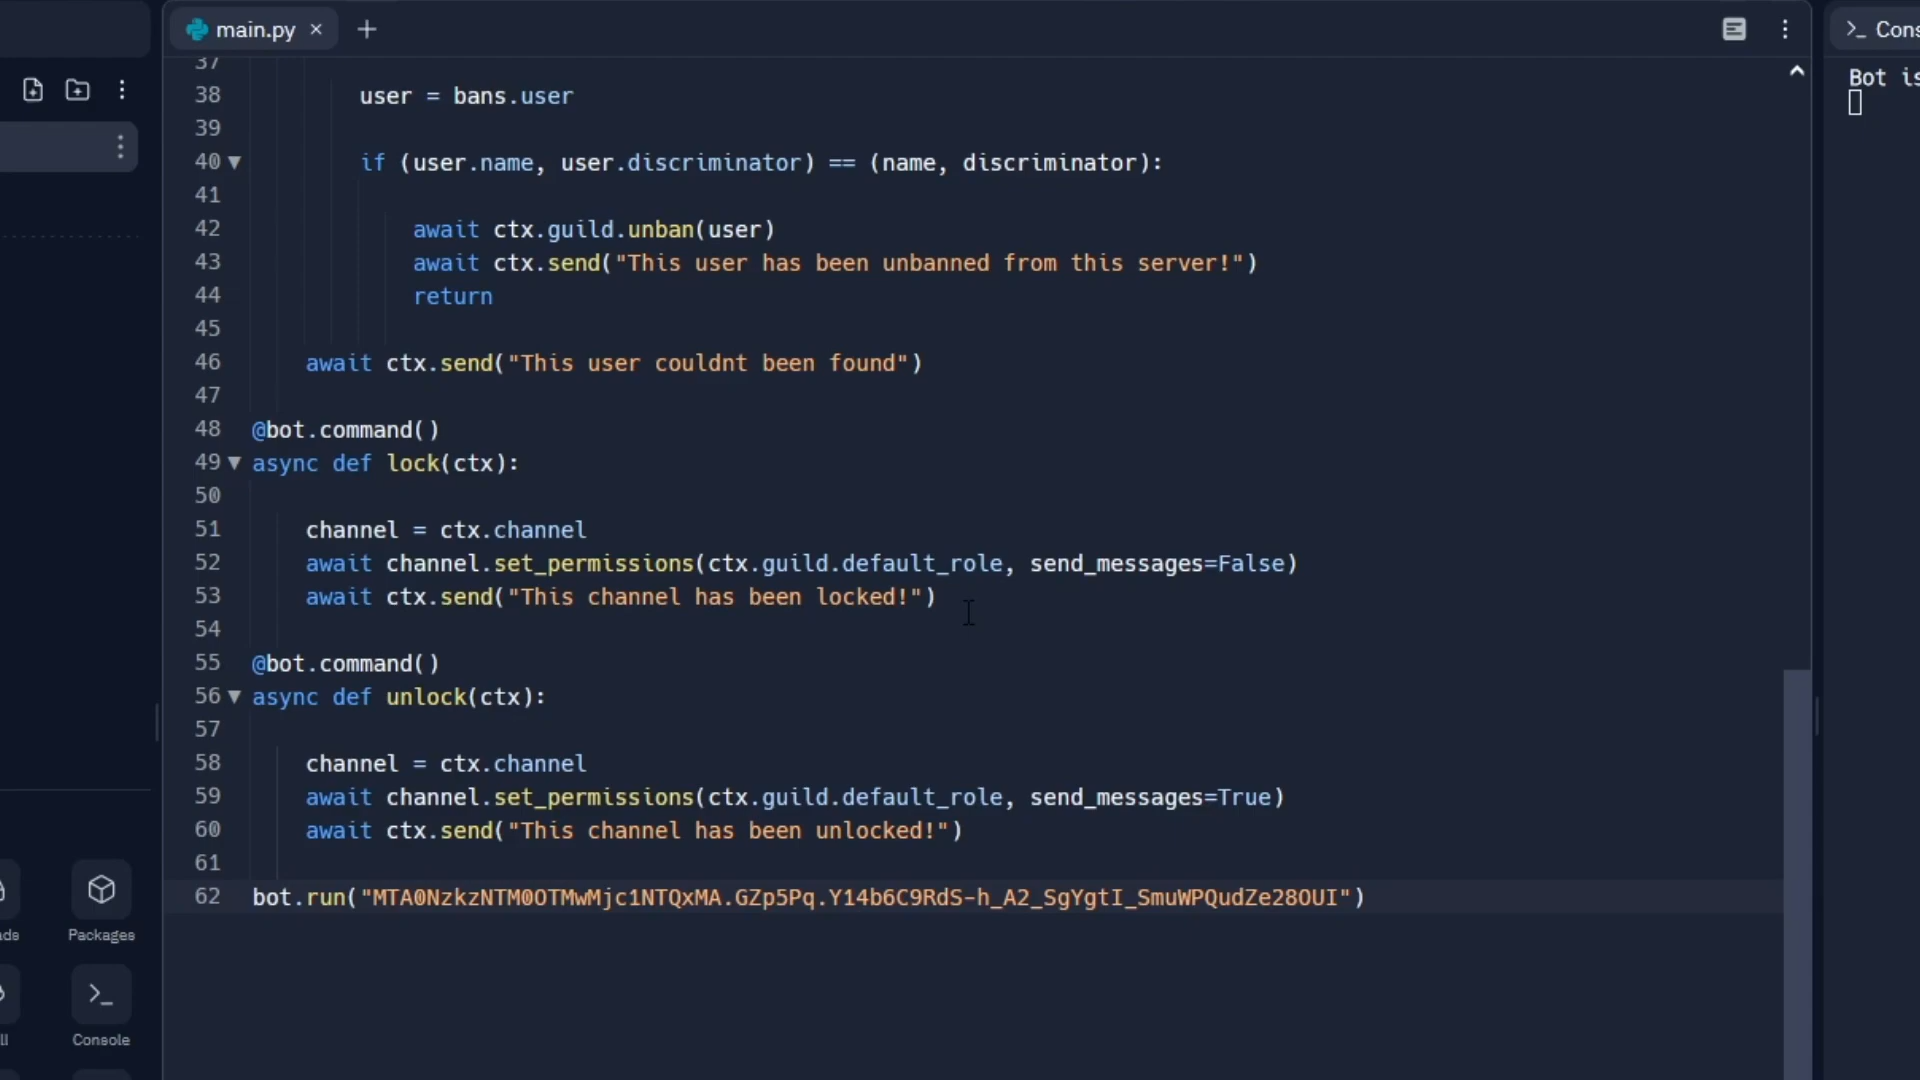 main.py
Cons
37
38 user = bans.user
39
40 if (user.name, user.discriminator) == (name, discriminator):
41
42 await ctx.guild.unban(user)
43 await ctx.send("This user has been unbanned from this server!")
44 return
45
46 await ctx.send("This user couldnt been found")
47
48 @bot.command()
49 async def lock(ctx):
50
51 channel = ctx.channel
52 await channel.set_permissions(ctx.guild.default_role, send_messages=False)
53 await ctx.send("This channel has been locked!")
54
55 @bot.command()
56 async def unlock(ctx):
57
58 channel = ctx.channel
59 await channel.set_permissions(ctx.guild.default_role, send_messages=True)
60 await ctx.send("This channel has been unlocked!")
61
62 bot.run("MTA0NzkzNTM0OTMwMjc1NTQxMA.GZp5Pq.Y14b6C9RdS-h_A2_SgYgtI_SmuWPQudZe28OUI")
Bot is
ads
Packages
ll
Console